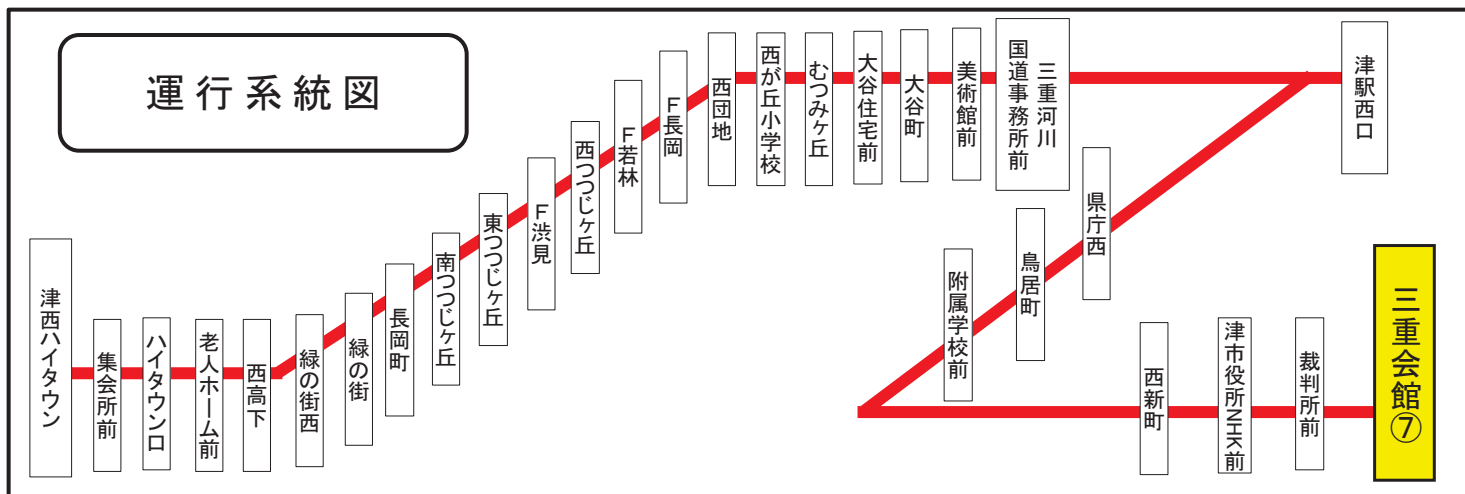 運行系統図
津西ハイタウン
集会所前
ハイタウン口
老人ホーム前
西高下
緑の街西
緑の街
長岡町
南つつじヶ丘
東つつじヶ丘
F渋見
西つつじヶ丘
F若林
F長岡
西団地
西が丘小学校
むつみヶ丘
大谷住宅前
大谷町
美術館前
三重河川
国道事務所前
津駅西口
県庁西
鳥居町
附属学校前
西新町
津市役所NHK前
裁判所前
三重会館⑦